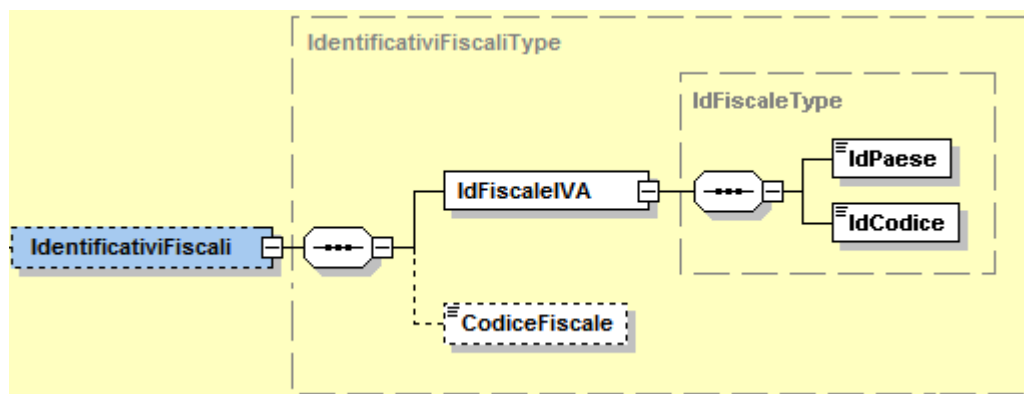 IdentificativiFiscaliType
IdFiscaleType
IdPaese
IdFiscaleIVA
IdCodice
IdentificativiFiscali
CodiceFiscale